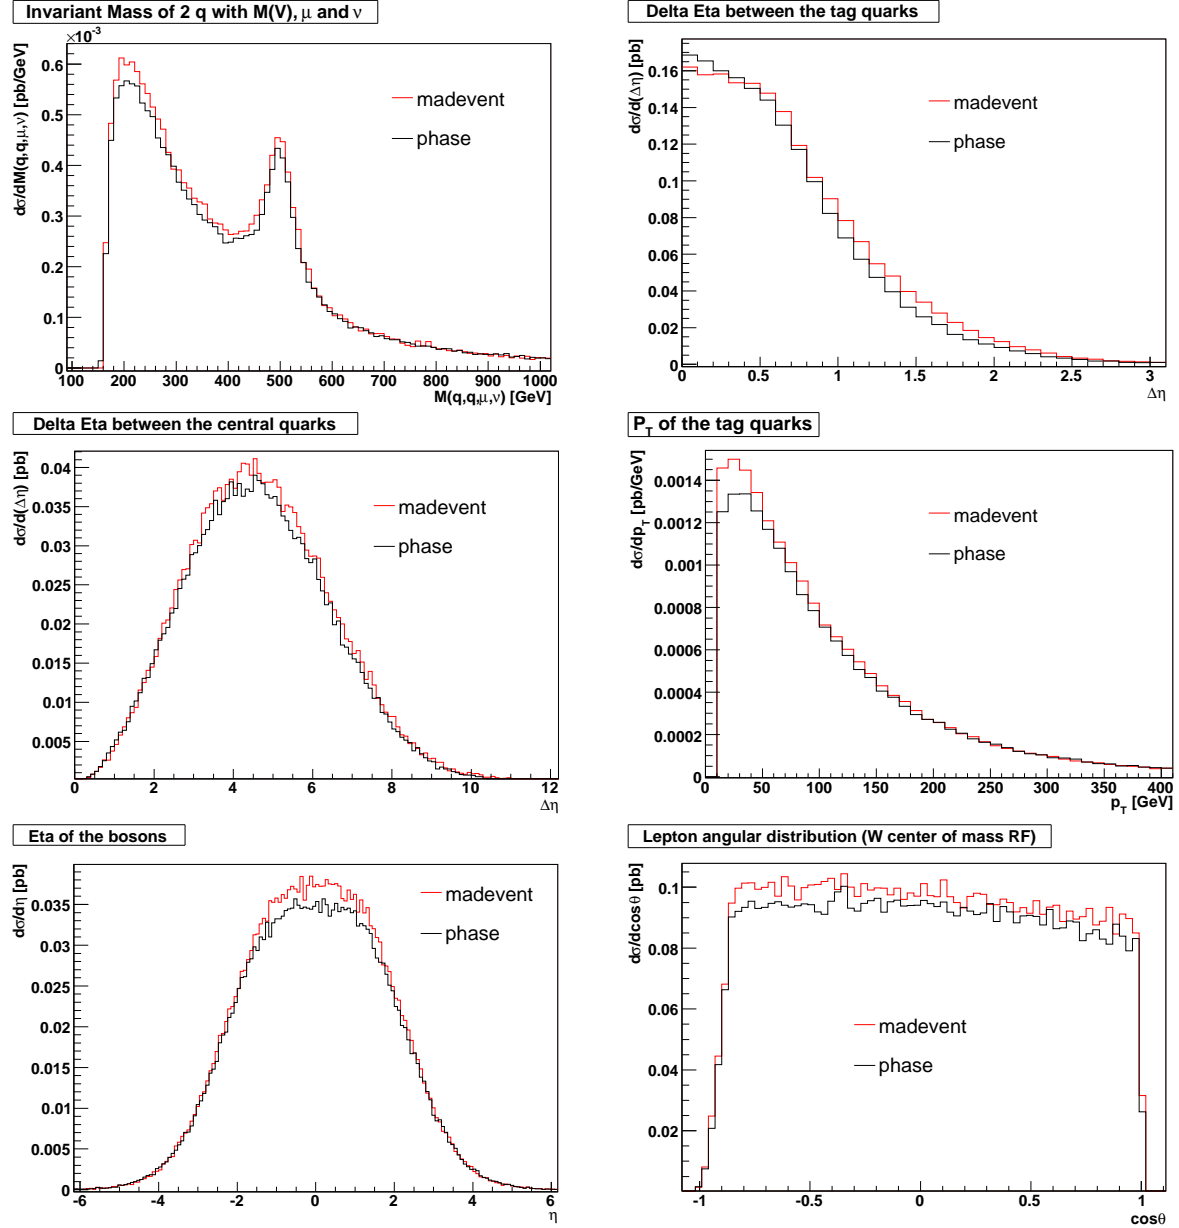 Invariant Mass of 2 q with M(V), μ and ν
×10⁻³
dσ/dM(q,q,μ,ν) [pb/GeV]
0.6
0.5
0.4
0.3
0.2
0.1
0
madevent
phase
100 200 300 400 500 600 700 800 900 1000
M(q,q,μ,ν) [GeV]
Delta Eta between the tag quarks
dσ/d(Δη) [pb]
0.16
0.14
0.12
0.1
0.08
0.06
0.04
0.02
0
madevent
phase
0 0.5 1 1.5 2 2.5 3
Δη
Delta Eta between the central quarks
dσ/d(Δη) [pb]
0.04
0.035
0.03
0.025
0.02
0.015
0.01
0.005
madevent
phase
0 2 4 6 8 10 12
Δη
P_T of the tag quarks
dσ/dp_T [pb/GeV]
0.0014
0.0012
0.001
0.0008
0.0006
0.0004
0.0002
0
madevent
phase
0 50 100 150 200 250 300 350 400
p_T [GeV]
Eta of the bosons
dσ/dη [pb]
0.035
0.03
0.025
0.02
0.015
0.01
0.005
0
madevent
phase
-6 -4 -2 0 2 4 6
η
Lepton angular distribution (W center of mass RF)
dσ/dcosθ [pb]
0.1
0.08
0.06
0.04
0.02
madevent
phase
-1 -0.5 0 0.5 1
cosθ